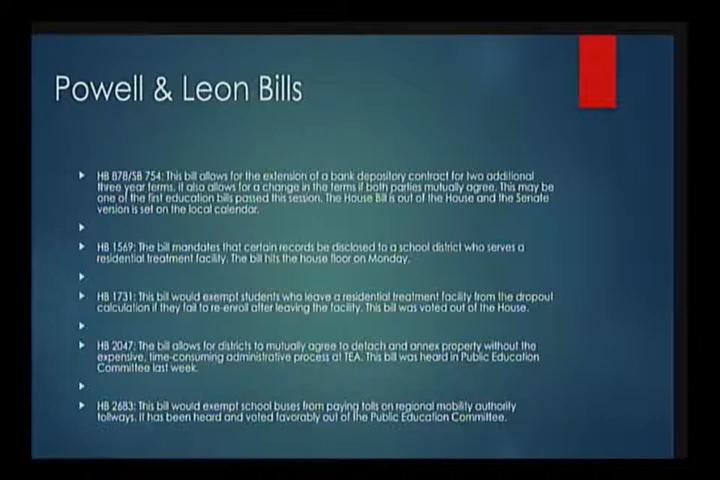 Powell & Leon Bills
HB 878/SB 754: This bill allows for the extension of a bank depository contract for two additional
three year terms. It also allows for a change in the terms if both parties mutually agree. This may be
one of the first education bills passed this session. The House Bill is out of the House and the Senate
version is set on the local calendar.
HB 1569: The bill mandates that certain records be disclosed to a school district who serves a
residential treatment facility. The bill hits the house floor on Monday.
HB 1731: This bill would exempt students who leave a residential treatment facility from the dropout
calculation if they fail to re-enroll after leaving the facility. This bill was voted out of the House.
HB 2047: The bill allows for districts to mutually agree to detach and annex property without the
expensive, time-consuming administrative process at TEA. This bill was heard in Public Education
Committee last week.
HB 2683: This bill would exempt school buses from paying tolls on regional mobility authority
tollways. It has been heard and voted favorably out of the Public Education Committee.